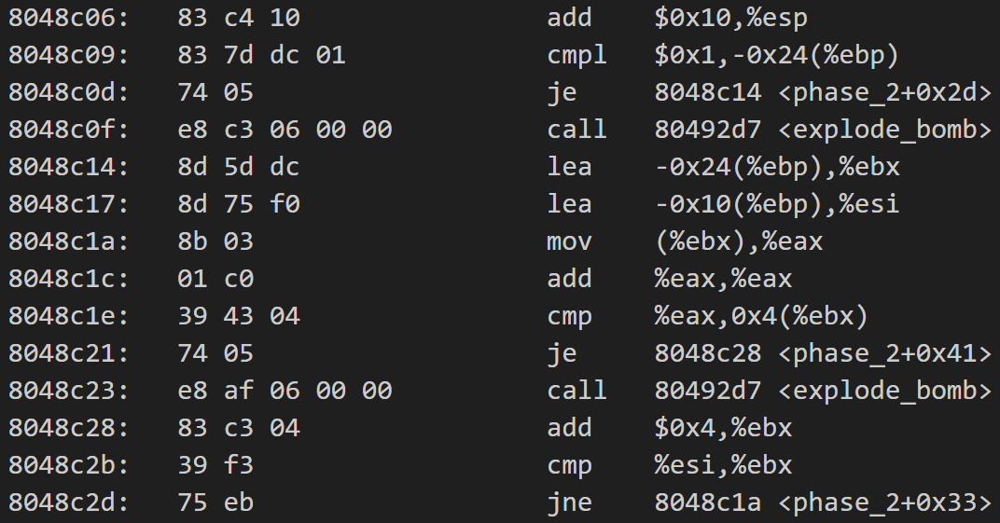 8048c06: 83 c4 10 add $0x10,%esp
8048c09: 83 7d dc 01 cmpl $0x1,-0x24(%ebp)
8048c0d: 74 05 je 8048c14 <phase_2+0x2d>
8048c0f: e8 c3 06 00 00 call 80492d7 <explode_bomb>
8048c14: 8d 5d dc lea -0x24(%ebp),%ebx
8048c17: 8d 75 f0 lea -0x10(%ebp),%esi
8048c1a: 8b 03 mov (%ebx),%eax
8048c1c: 01 c0 add %eax,%eax
8048c1e: 39 43 04 cmp %eax,0x4(%ebx)
8048c21: 74 05 je 8048c28 <phase_2+0x41>
8048c23: e8 af 06 00 00 call 80492d7 <explode_bomb>
8048c28: 83 c3 04 add $0x4,%ebx
8048c2b: 39 f3 cmp %esi,%ebx
8048c2d: 75 eb jne 8048c1a <phase_2+0x33>